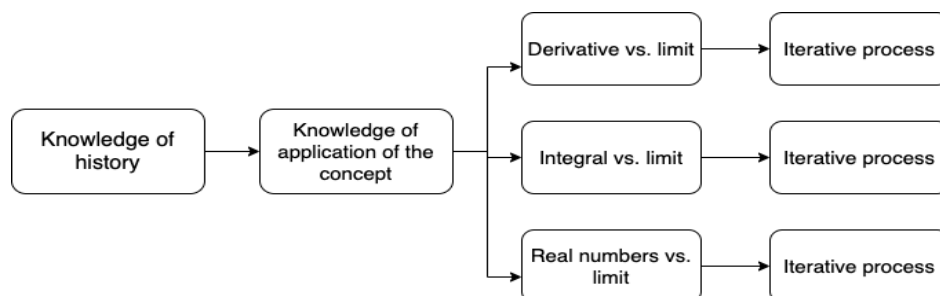 Knowledge of
history
Knowledge of
application of the
concept
Derivative vs. limit
Iterative process
Integral vs. limit
Iterative process
Real numbers vs.
limit
Iterative process